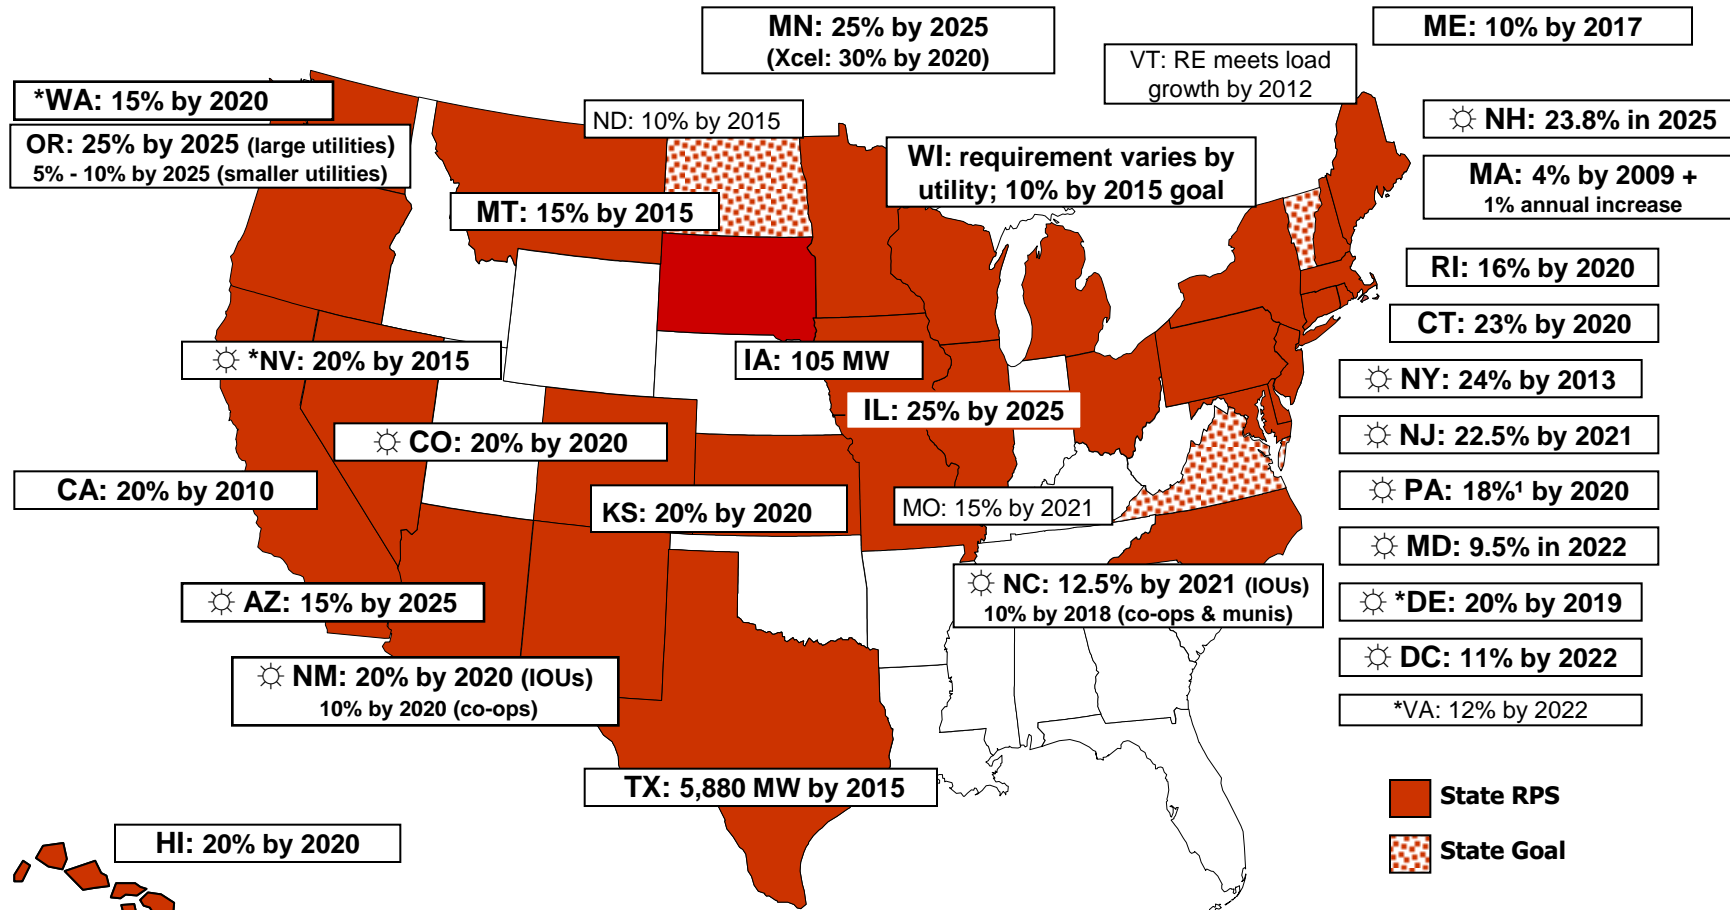 MN: 25% by 2025
(Xcel: 30% by 2020)
ME: 10% by 2017
VT: RE meets load
growth by 2012
*WA: 15% by 2020
ND: 10% by 2015
☼ NH: 23.8% in 2025
OR: 25% by 2025 (large utilities)
5% - 10% by 2025 (smaller utilities)
WI: requirement varies by
utility; 10% by 2015 goal
MA: 4% by 2009 +
1% annual increase
MT: 15% by 2015
RI: 16% by 2020
CT: 23% by 2020
☼ *NV: 20% by 2015
IA: 105 MW
☼ NY: 24% by 2013
IL: 25% by 2025
☼ CO: 20% by 2020
☼ NJ: 22.5% by 2021
CA: 20% by 2010
KS: 20% by 2020
MO: 15% by 2021
☼ PA: 18%¹ by 2020
☼ MD: 9.5% in 2022
☼ AZ: 15% by 2025
☼ NC: 12.5% by 2021 (IOUs)
10% by 2018 (co-ops & munis)
☼ *DE: 20% by 2019
☼ NM: 20% by 2020 (IOUs)
10% by 2020 (co-ops)
☼ DC: 11% by 2022
*VA: 12% by 2022
TX: 5,880 MW by 2015
State RPS
HI: 20% by 2020
State Goal